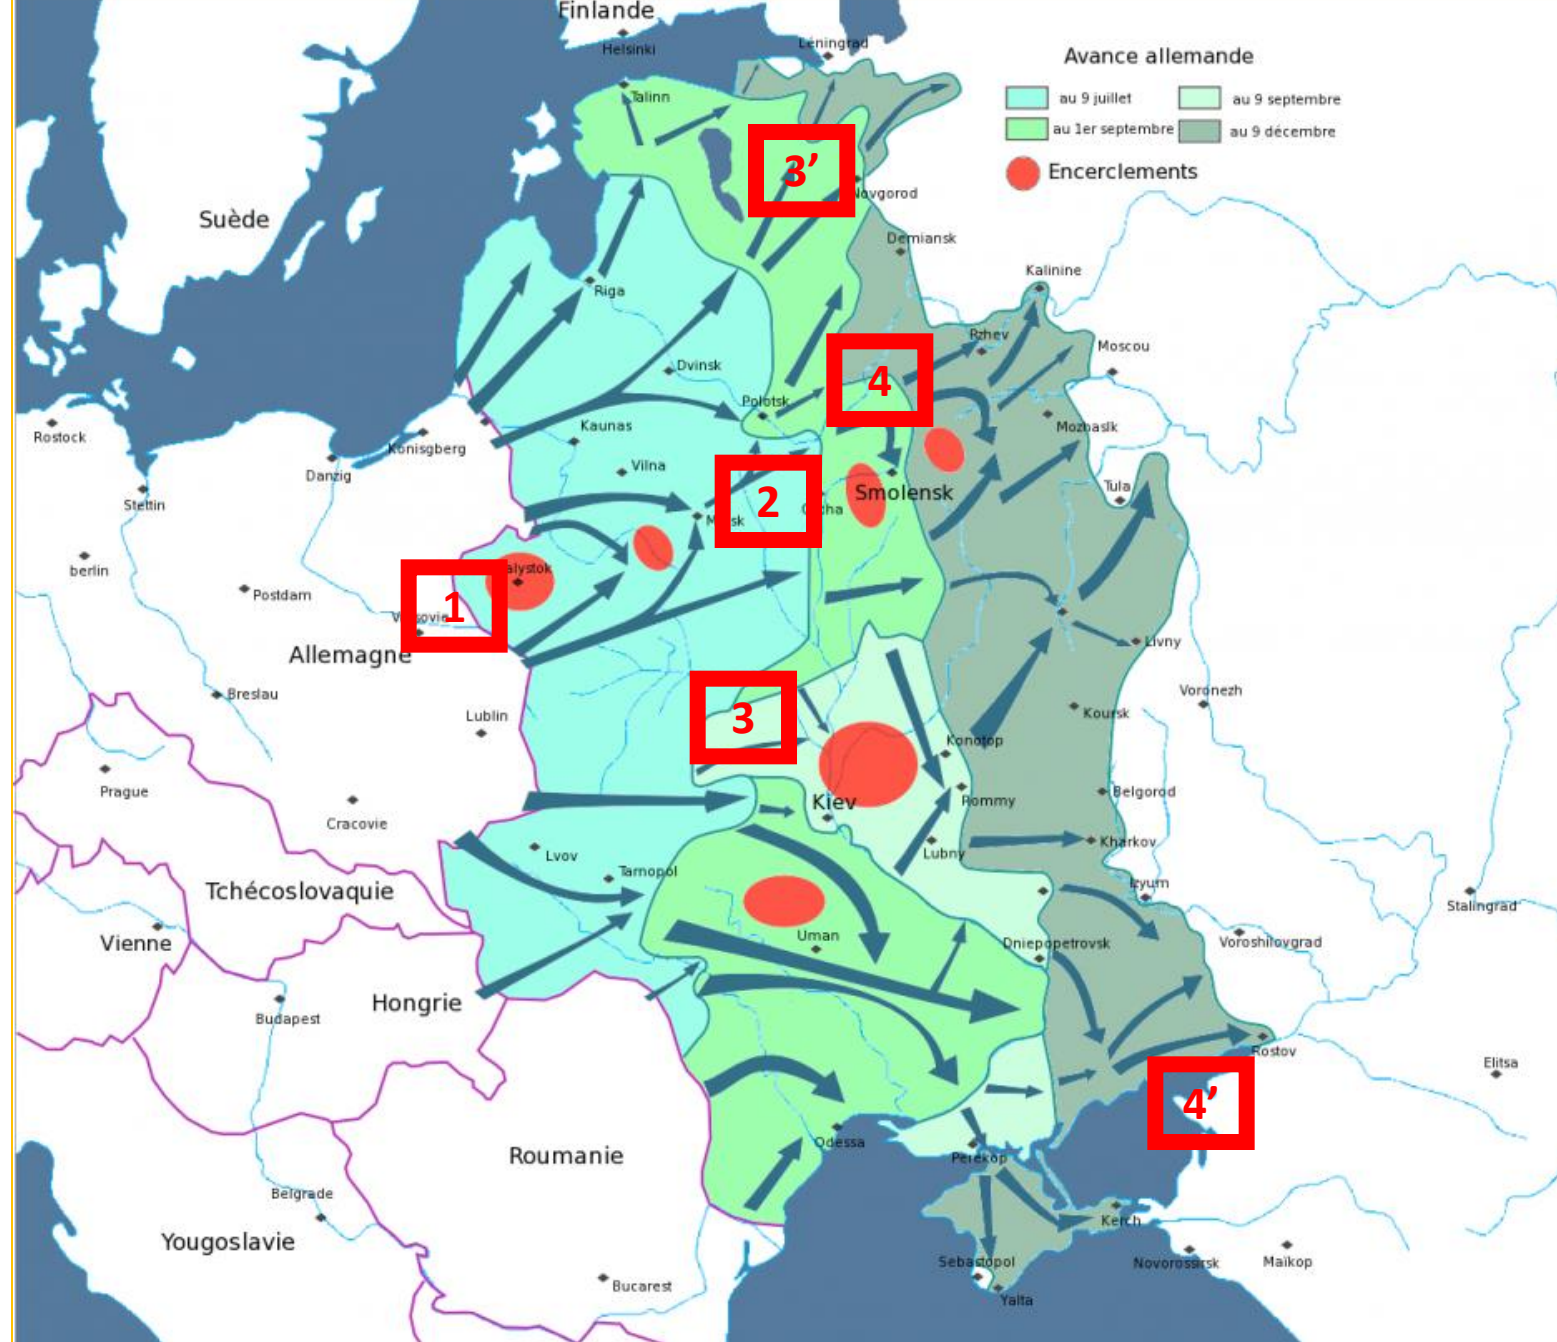 Finlande
Helsinki
Léningrad
Avance allemande
au 9 juillet
au 9 septembre
au 1er septembre
au 9 décembre
Encerclements
Talinn
3’
Novgorod
Suède
Demiansk
Kalinine
Riga
Rzhev
Moscou
Dvinsk
4
Polotsk
Rostock
Konisgberg
Kaunas
Mozhasik
Danzig
Vilna
Stettin
Smolensk
Tula
2
berlin
1
Postdam
Allemagne
Livny
Breslau
Lublin
3
Voronezh
Koursk
Konotop
Prague
Cracovie
Kiev
Rommy
Belgorod
Lvov
Lubny
Kharkov
Tarnopol
Izyum
Tchécoslovaquie
Stalingrad
Vienne
Uman
Dniepopetrovsk
Voroshilovgrad
Hongrie
Budapest
Rostov
Elitsa
4’
Odessa
Roumanie
Perekop
Belgrade
Kerch
Yougoslavie
Sebastopol
Novorossirsk
Maïkop
Bucarest
Yalta